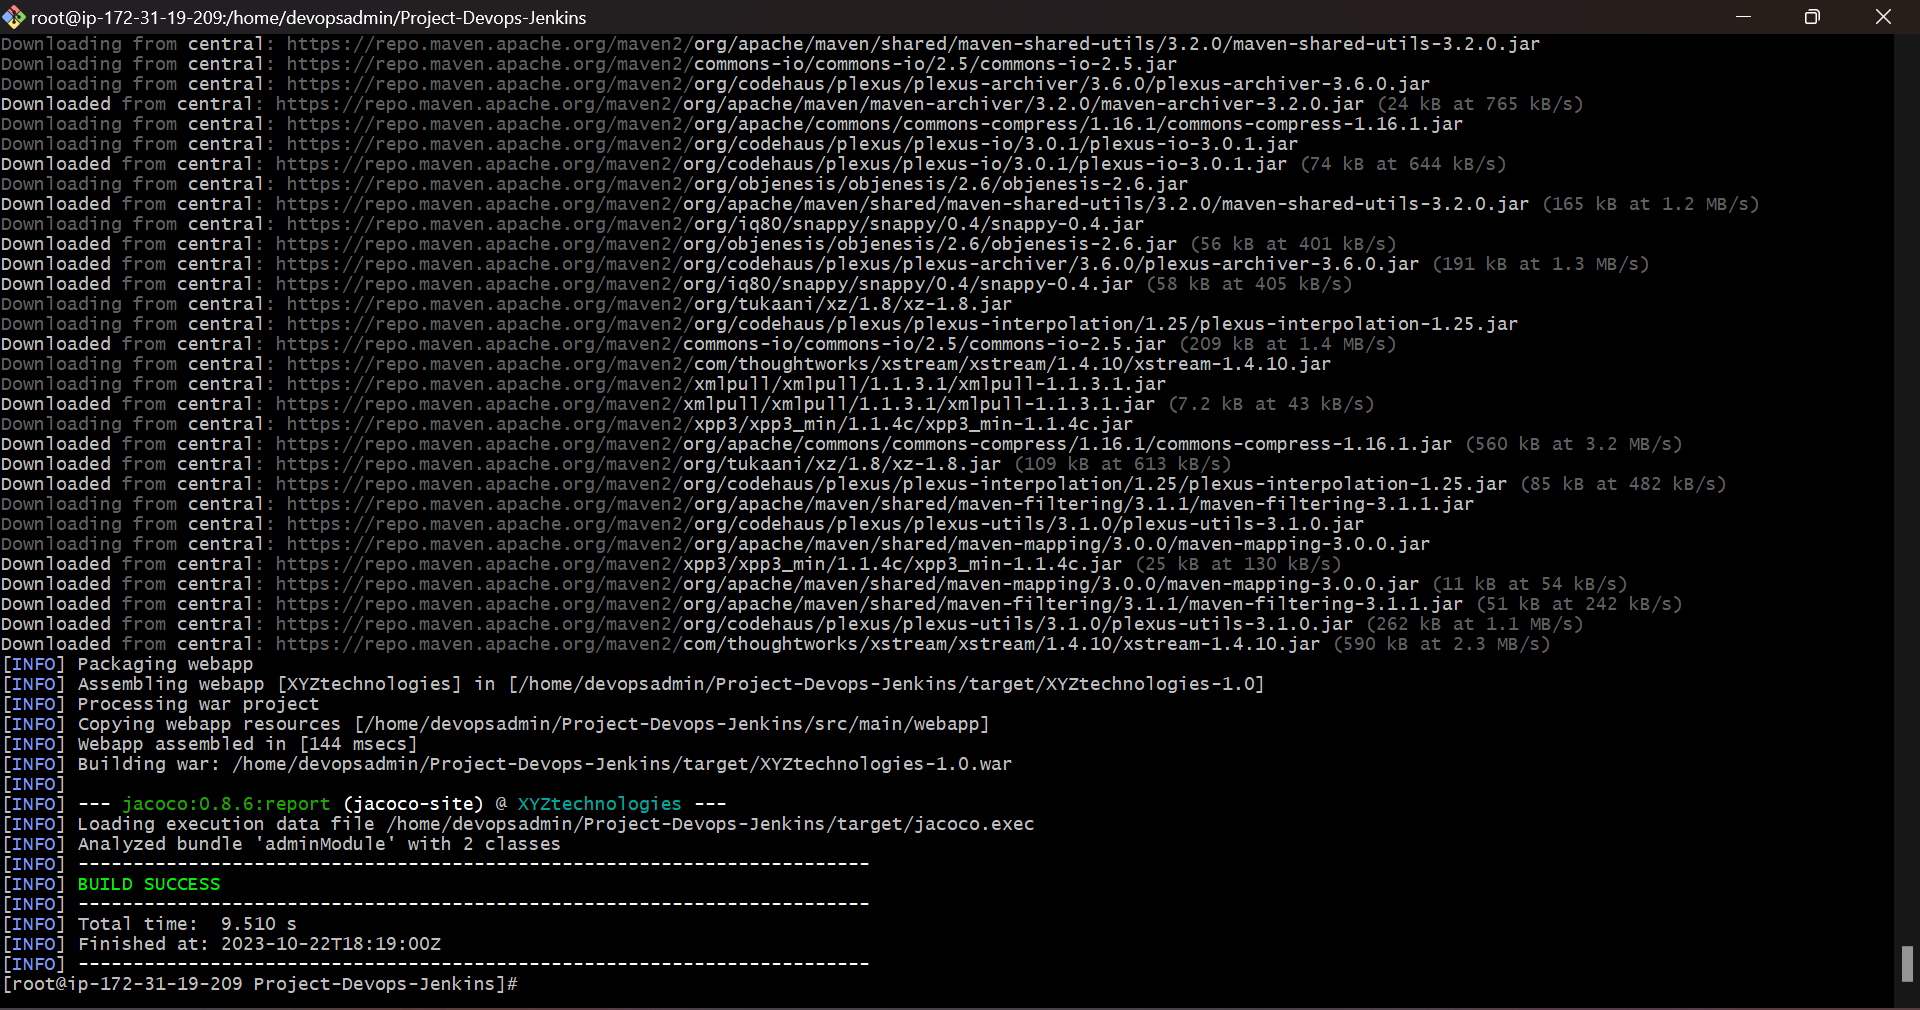 root@ip-172-31-19-209:/home/devopsadmin/Project-Devops-Jenkins
Downloading from central: https://repo.maven.apache.org/maven2/org/apache/maven/shared/maven-shared-utils/3.2.0/maven-shared-utils-3.2.0.jar
Downloading from central: https://repo.maven.apache.org/maven2/commons-io/commons-io/2.5/commons-io-2.5.jar
Downloading from central: https://repo.maven.apache.org/maven2/org/codehaus/plexus/plexus-archiver/3.6.0/plexus-archiver-3.6.0.jar
Downloaded from central: https://repo.maven.apache.org/maven2/org/apache/maven/maven-archiver/3.2.0/maven-archiver-3.2.0.jar (24 kB at 765 kB/s)
Downloading from central: https://repo.maven.apache.org/maven2/org/apache/commons/commons-compress/1.16.1/commons-compress-1.16.1.jar
Downloading from central: https://repo.maven.apache.org/maven2/org/codehaus/plexus/plexus-io/3.0.1/plexus-io-3.0.1.jar
Downloaded from central: https://repo.maven.apache.org/maven2/org/codehaus/plexus/plexus-io/3.0.1/plexus-io-3.0.1.jar (74 kB at 644 kB/s)
Downloading from central: https://repo.maven.apache.org/maven2/org/objenesis/objenesis/2.6/objenesis-2.6.jar
Downloaded from central: https://repo.maven.apache.org/maven2/org/apache/maven/shared/maven-shared-utils/3.2.0/maven-shared-utils-3.2.0.jar (165 kB at 1.2 MB/s)
Downloading from central: https://repo.maven.apache.org/maven2/org/iq80/snappy/snappy/0.4/snappy-0.4.jar
Downloaded from central: https://repo.maven.apache.org/maven2/org/objenesis/objenesis/2.6/objenesis-2.6.jar (56 kB at 401 kB/s)
Downloaded from central: https://repo.maven.apache.org/maven2/org/codehaus/plexus/plexus-archiver/3.6.0/plexus-archiver-3.6.0.jar (191 kB at 1.3 MB/s)
Downloaded from central: https://repo.maven.apache.org/maven2/org/iq80/snappy/snappy/0.4/snappy-0.4.jar (58 kB at 405 kB/s)
Downloading from central: https://repo.maven.apache.org/maven2/org/tukaani/xz/1.8/xz-1.8.jar
Downloading from central: https://repo.maven.apache.org/maven2/org/codehaus/plexus/plexus-interpolation/1.25/plexus-interpolation-1.25.jar
Downloaded from central: https://repo.maven.apache.org/maven2/commons-io/commons-io/2.5/commons-io-2.5.jar (209 kB at 1.4 MB/s)
Downloading from central: https://repo.maven.apache.org/maven2/com/thoughtworks/xstream/xstream/1.4.10/xstream-1.4.10.jar
Downloading from central: https://repo.maven.apache.org/maven2/xmlpull/xmlpull/1.1.3.1/xmlpull-1.1.3.1.jar
Downloaded from central: https://repo.maven.apache.org/maven2/xmlpull/xmlpull/1.1.3.1/xmlpull-1.1.3.1.jar (7.2 kB at 43 kB/s)
Downloading from central: https://repo.maven.apache.org/maven2/xpp3/xpp3_min/1.1.4c/xpp3_min-1.1.4c.jar
Downloaded from central: https://repo.maven.apache.org/maven2/org/apache/commons/commons-compress/1.16.1/commons-compress-1.16.1.jar (560 kB at 3.2 MB/s)
Downloaded from central: https://repo.maven.apache.org/maven2/org/tukaani/xz/1.8/xz-1.8.jar (109 kB at 613 kB/s)
Downloaded from central: https://repo.maven.apache.org/maven2/org/codehaus/plexus/plexus-interpolation/1.25/plexus-interpolation-1.25.jar (85 kB at 482 kB/s)
Downloading from central: https://repo.maven.apache.org/maven2/org/apache/maven/shared/maven-filtering/3.1.1/maven-filtering-3.1.1.jar
Downloading from central: https://repo.maven.apache.org/maven2/org/codehaus/plexus/plexus-utils/3.1.0/plexus-utils-3.1.0.jar
Downloading from central: https://repo.maven.apache.org/maven2/org/apache/maven/shared/maven-mapping/3.0.0/maven-mapping-3.0.0.jar
Downloaded from central: https://repo.maven.apache.org/maven2/xpp3/xpp3_min/1.1.4c/xpp3_min-1.1.4c.jar (25 kB at 130 kB/s)
Downloaded from central: https://repo.maven.apache.org/maven2/org/apache/maven/shared/maven-mapping/3.0.0/maven-mapping-3.0.0.jar (11 kB at 54 kB/s)
Downloaded from central: https://repo.maven.apache.org/maven2/org/apache/maven/shared/maven-filtering/3.1.1/maven-filtering-3.1.1.jar (51 kB at 242 kB/s)
Downloaded from central: https://repo.maven.apache.org/maven2/org/codehaus/plexus/plexus-utils/3.1.0/plexus-utils-3.1.0.jar (262 kB at 1.1 MB/s)
Downloaded from central: https://repo.maven.apache.org/maven2/com/thoughtworks/xstream/xstream/1.4.10/xstream-1.4.10.jar (590 kB at 2.3 MB/s)
[INFO] Packaging webapp
[INFO] Assembling webapp [XYZtechnologies] in [/home/devopsadmin/Project-Devops-Jenkins/target/XYZtechnologies-1.0]
[INFO] Processing war project
[INFO] Copying webapp resources [/home/devopsadmin/Project-Devops-Jenkins/src/main/webapp]
[INFO] Webapp assembled in [144 msecs]
[INFO] Building war: /home/devopsadmin/Project-Devops-Jenkins/target/XYZtechnologies-1.0.war
[INFO]
[INFO] --- jacoco:0.8.6:report (jacoco-site) @ XYZtechnologies ---
[INFO] Loading execution data file /home/devopsadmin/Project-Devops-Jenkins/target/jacoco.exec
[INFO] Analyzed bundle 'adminModule' with 2 classes
[INFO] ------------------------------------------------------------------------
[INFO] BUILD SUCCESS
[INFO] ------------------------------------------------------------------------
[INFO] Total time:  9.510 s
[INFO] Finished at: 2023-10-22T18:19:00Z
[INFO] ------------------------------------------------------------------------
[root@ip-172-31-19-209 Project-Devops-Jenkins]#